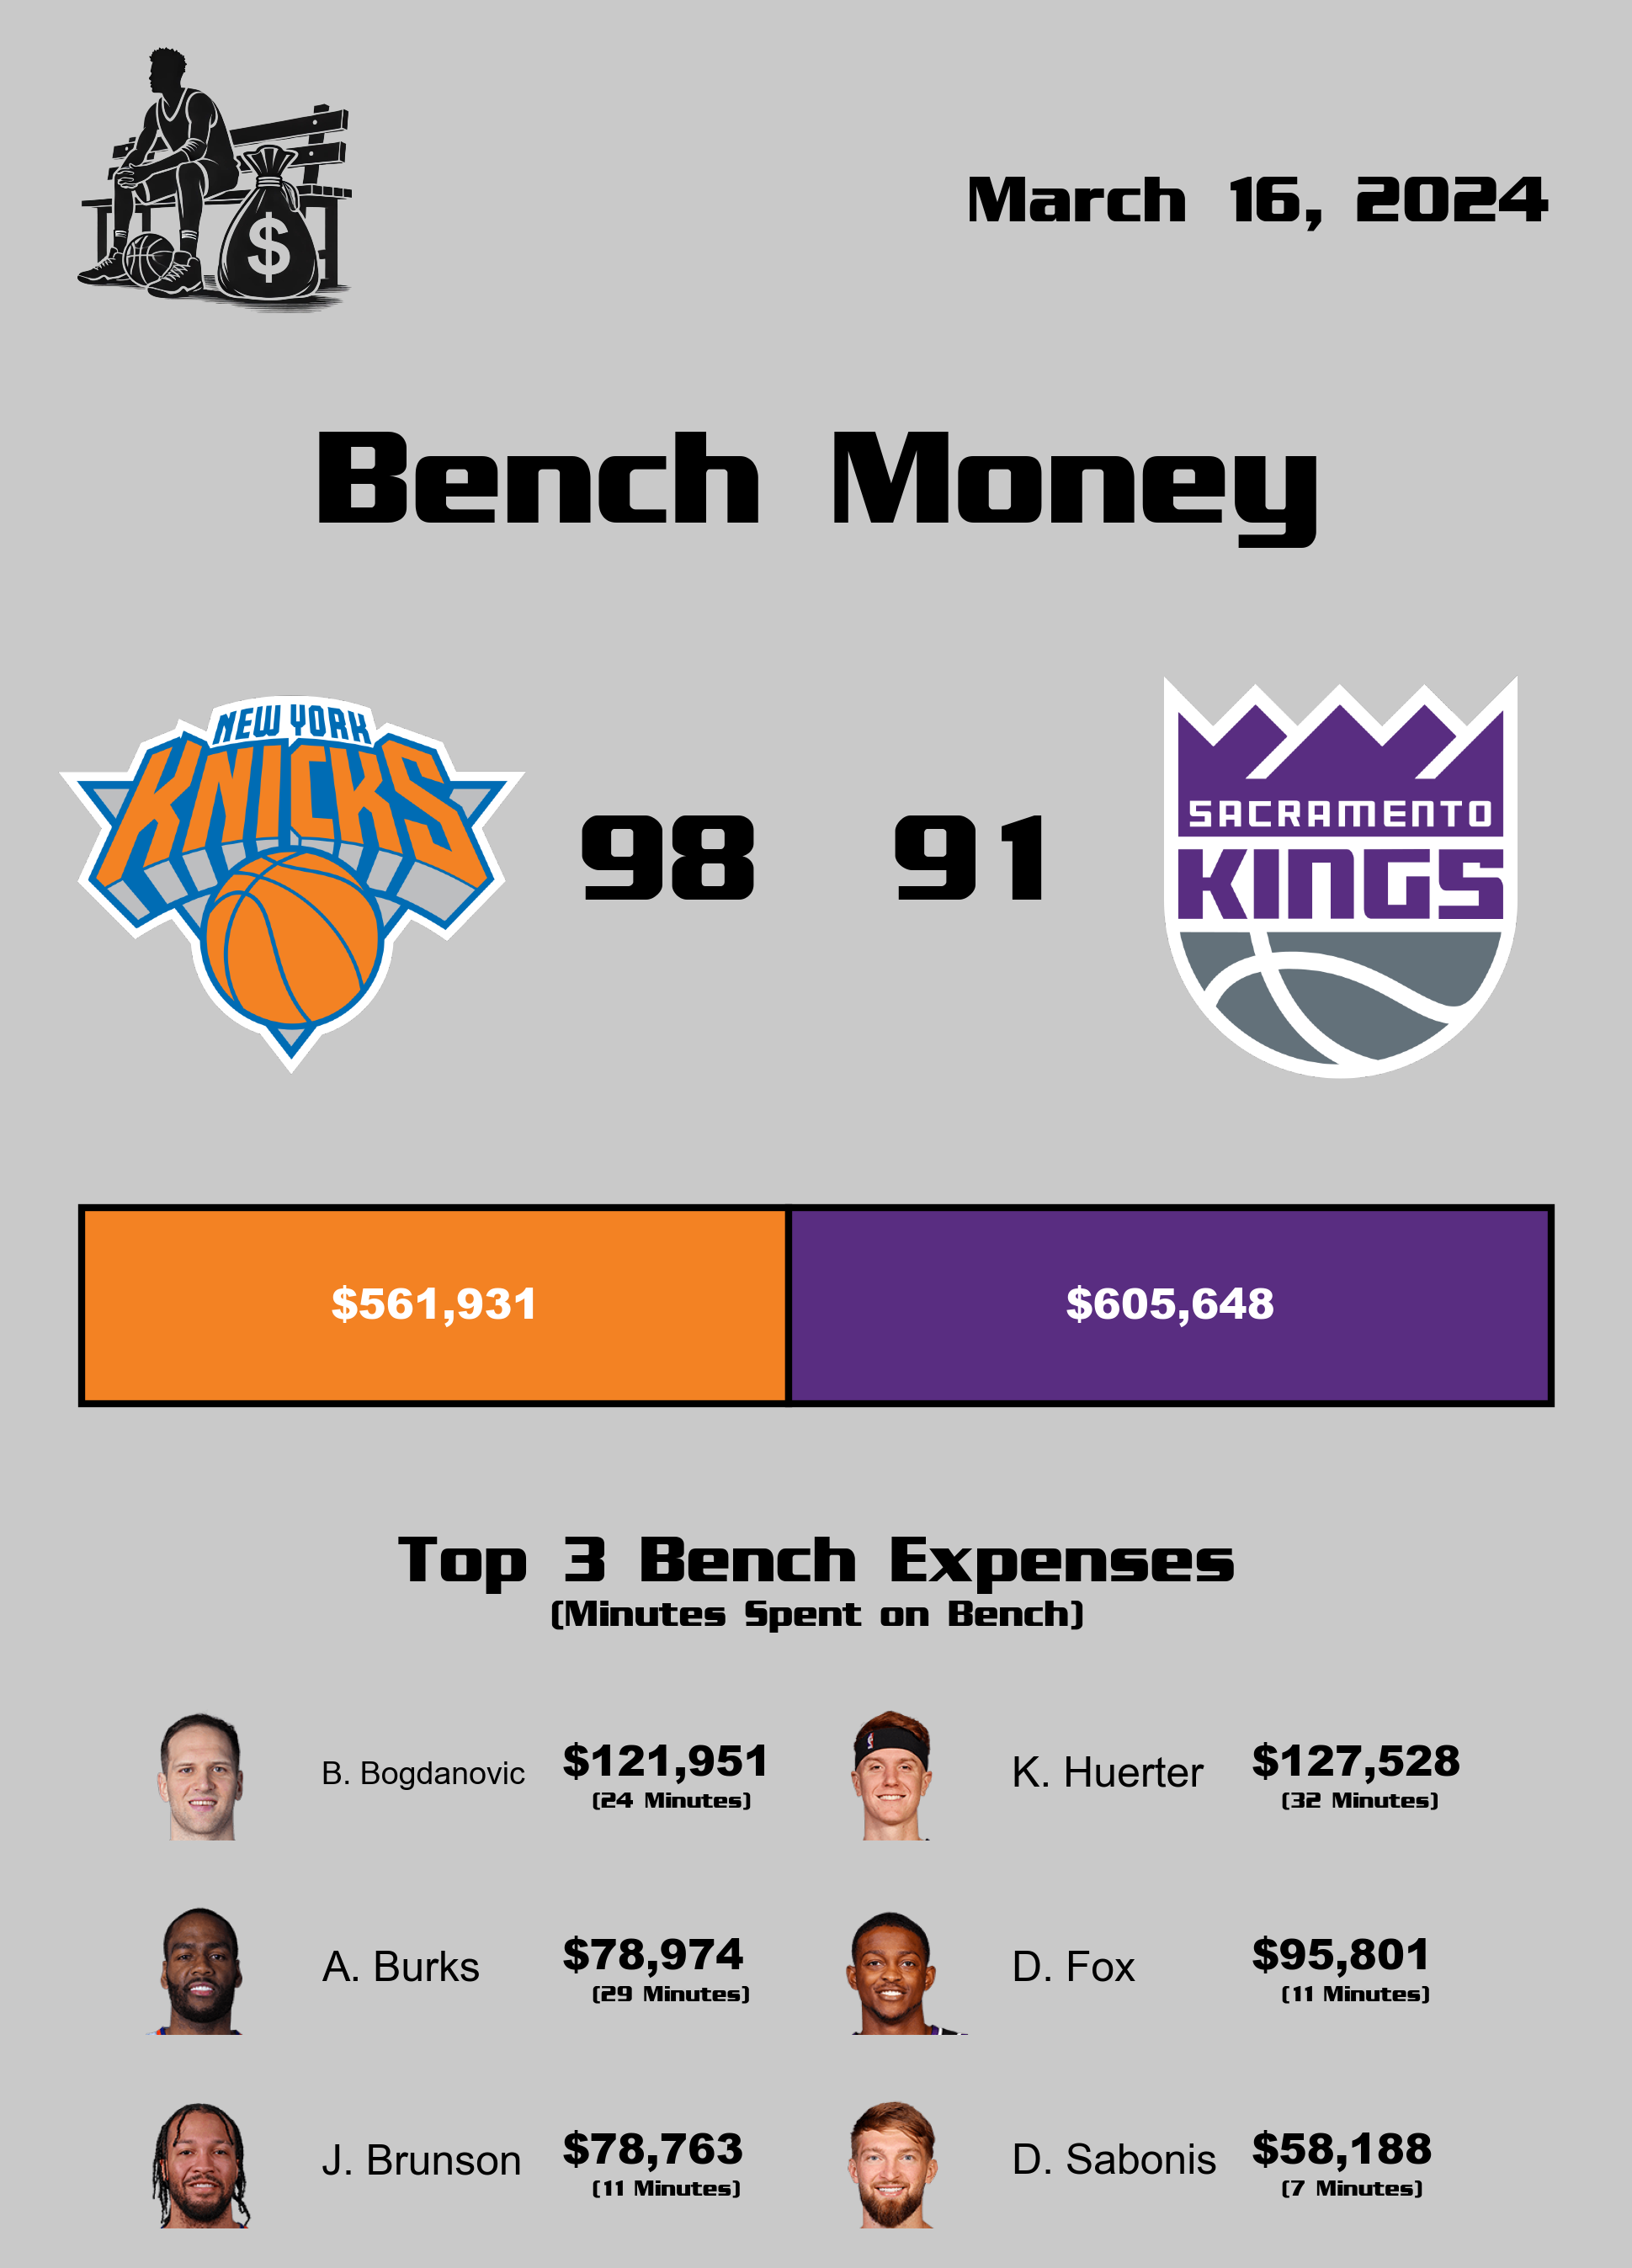 $
March 16, 2024
Bench Money
NEW YORK
KNICKS
98 91
SACRAMENTO
KINGS
$561,931 $605,648
Top 3 Bench Expenses
(Minutes Spent on Bench)
B. Bogdanovic $121,951
(24 Minutes)
K. Huerter $127,528
(32 Minutes)
A. Burks $78,974
(29 Minutes)
D. Fox $95,801
(11 Minutes)
J. Brunson $78,763
(11 Minutes)
D. Sabonis $58,188
(7 Minutes)